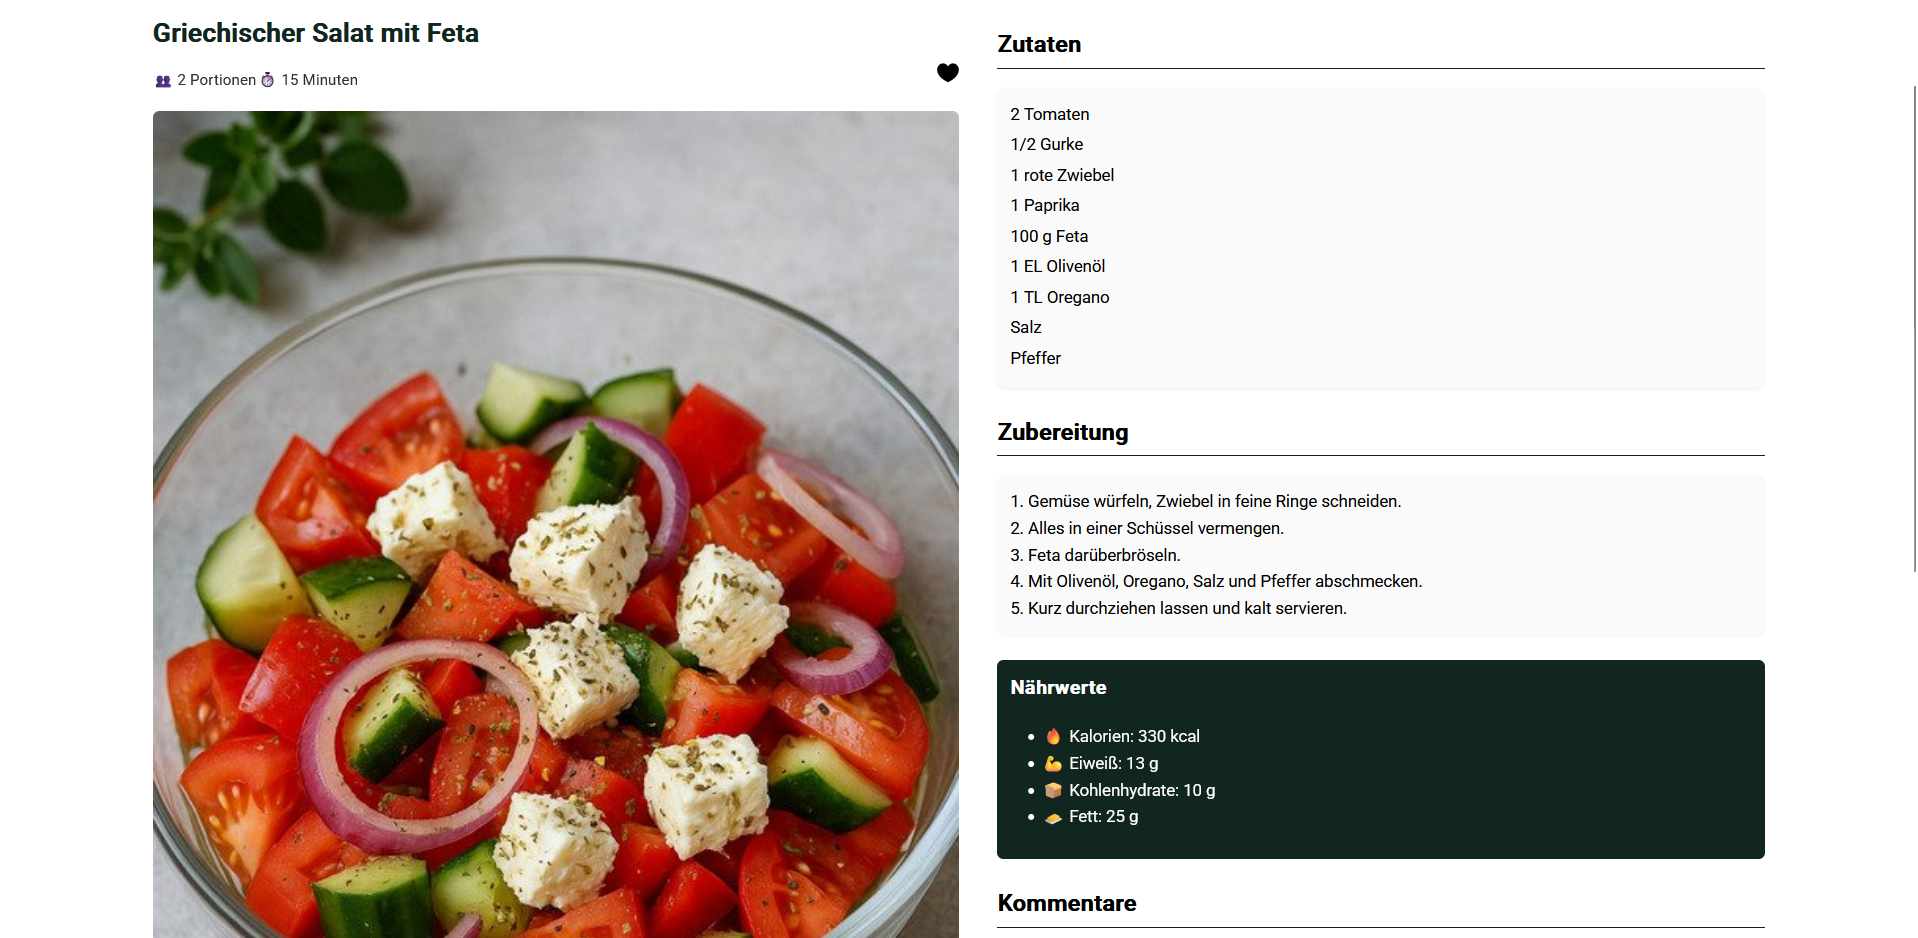 Griechischer Salat mit Feta
2 Portionen 15 Minuten
Zutaten
2 Tomaten
1/2 Gurke
1 rote Zwiebel
1 Paprika
100 g Feta
1 EL Olivenöl
1 TL Oregano
Salz
Pfeffer
Zubereitung
1. Gemüse würfeln, Zwiebel in feine Ringe schneiden.
2. Alles in einer Schüssel vermengen.
3. Feta darüberbröseln.
4. Mit Olivenöl, Oregano, Salz und Pfeffer abschmecken.
5. Kurz durchziehen lassen und kalt servieren.
Nährwerte
Kalorien: 330 kcal
Eiweiß: 13 g
Kohlenhydrate: 10 g
Fett: 25 g
Kommentare